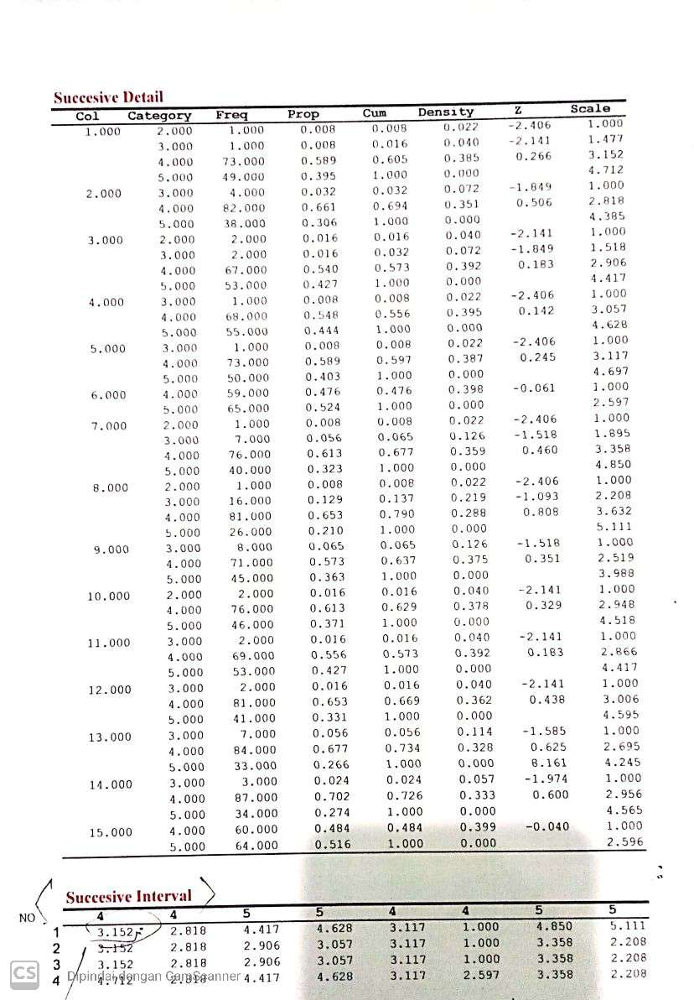 Succesive Detail
Col Category Freq Prop Cum Density Z Scale
1.000 2.000 1.000 0.008 0.008 0.022 -2.406 1.000
3.000 1.000 0.008 0.016 0.040 -2.141 1.477
4.000 73.000 0.589 0.605 0.385 0.266 3.152
5.000 49.000 0.395 1.000 0.000 4.712
2.000 3.000 4.000 0.032 0.032 0.072 -1.849 1.000
4.000 82.000 0.661 0.694 0.351 0.506 2.818
5.000 38.000 0.306 1.000 0.000 4.385
3.000 2.000 2.000 0.016 0.016 0.040 -2.141 1.000
3.000 2.000 0.016 0.032 0.072 -1.849 1.518
4.000 67.000 0.540 0.573 0.392 0.183 2.906
5.000 53.000 0.427 1.000 0.000 4.417
4.000 3.000 1.000 0.008 0.008 0.022 -2.406 1.000
4.000 68.000 0.548 0.556 0.395 0.142 3.057
5.000 55.000 0.444 1.000 0.000 4.628
5.000 3.000 1.000 0.008 0.008 0.022 -2.406 1.000
4.000 73.000 0.589 0.597 0.387 0.245 3.117
5.000 50.000 0.403 1.000 0.000 4.697
6.000 4.000 59.000 0.476 0.476 0.398 -0.061 1.000
5.000 65.000 0.524 1.000 0.000 2.597
7.000 2.000 1.000 0.008 0.008 0.022 -2.406 1.000
3.000 7.000 0.056 0.065 0.126 -1.518 1.895
4.000 76.000 0.613 0.677 0.359 0.460 3.358
5.000 40.000 0.323 1.000 0.000 4.850
8.000 2.000 1.000 0.008 0.008 0.022 -2.406 1.000
3.000 16.000 0.129 0.137 0.219 -1.093 2.208
4.000 81.000 0.653 0.790 0.288 0.808 3.632
5.000 26.000 0.210 1.000 0.000 5.111
9.000 3.000 8.000 0.065 0.065 0.126 -1.518 1.000
4.000 71.000 0.573 0.637 0.375 0.351 2.519
5.000 45.000 0.363 1.000 0.000 3.988
10.000 2.000 2.000 0.016 0.016 0.040 -2.141 1.000
4.000 76.000 0.613 0.629 0.378 0.329 2.948
5.000 46.000 0.371 1.000 0.000 4.518
11.000 3.000 2.000 0.016 0.016 0.040 -2.141 1.000
4.000 69.000 0.556 0.573 0.392 0.183 2.866
5.000 53.000 0.427 1.000 0.000 4.417
12.000 3.000 2.000 0.016 0.016 0.040 -2.141 1.000
4.000 81.000 0.653 0.669 0.362 0.438 3.006
5.000 41.000 0.331 1.000 0.000 4.595
13.000 3.000 7.000 0.056 0.056 0.114 -1.585 1.000
4.000 84.000 0.677 0.734 0.328 0.625 2.695
5.000 33.000 0.266 1.000 0.000 8.161 4.245
14.000 3.000 3.000 0.024 0.024 0.057 -1.974 1.000
4.000 87.000 0.702 0.726 0.333 0.600 2.956
5.000 34.000 0.274 1.000 0.000 4.565
15.000 4.000 60.000 0.484 0.484 0.399 -0.040 1.000
5.000 64.000 0.516 1.000 0.000 2.596
Succesive Interval
NO 4 4 5 5 4 4 5 5
1 3.152 2.818 4.417 4.628 3.117 1.000 4.850 5.111
2 3.152 2.818 2.906 3.057 3.117 1.000 3.358 2.208
3 3.152 2.818 2.906 3.057 3.117 1.000 3.358 2.208
4 4.712 2.818 4.417 4.628 3.117 2.597 3.358 2.208
CS Dipindai dengan CamScanner